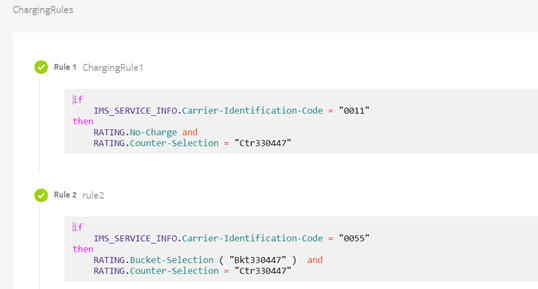 ChargingRules
Rule 1 ChargingRule1
if
IMS_SERVICE_INFO.Carrier-Identification-Code = "0011"
then
RATING.No-Charge and
RATING.Counter-Selection = "Ctr330447"
Rule 2 rule2
if
IMS_SERVICE_INFO.Carrier-Identification-Code = "0055"
then
RATING.Bucket-Selection ( "Bkt330447" ) and
RATING.Counter-Selection = "Ctr330447"